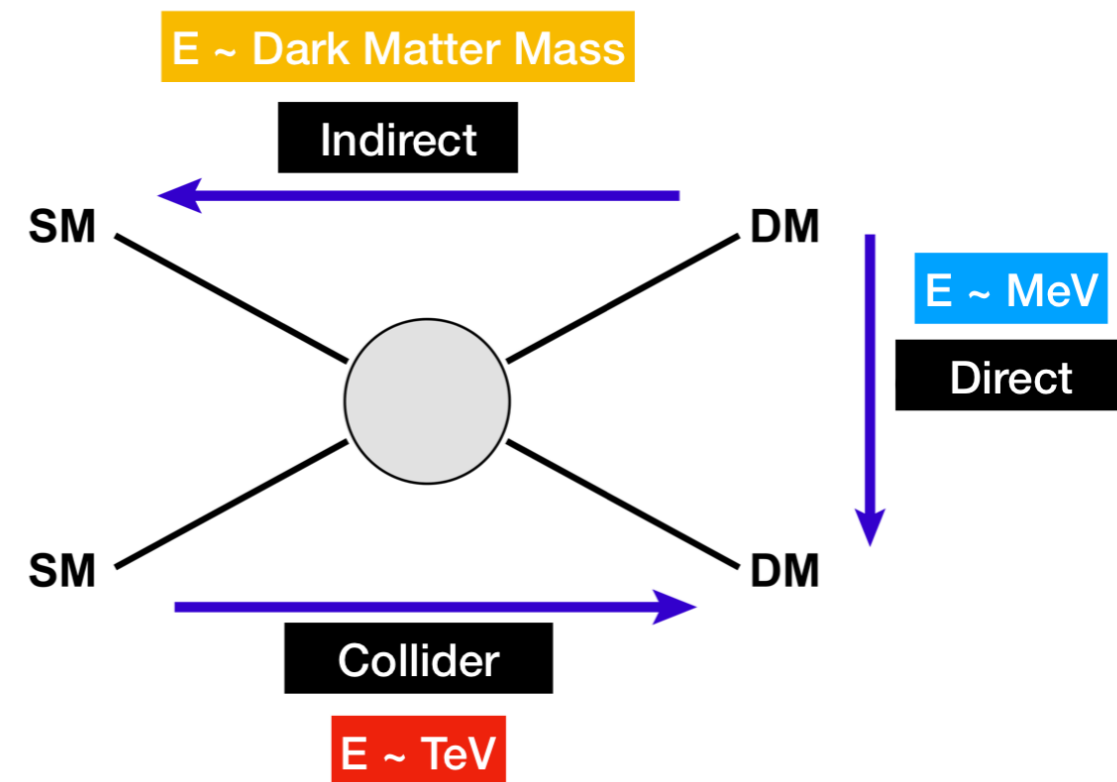 E ~ Dark Matter Mass
Indirect
SM
DM
E ~ MeV
Direct
SM
DM
Collider
E ~ TeV